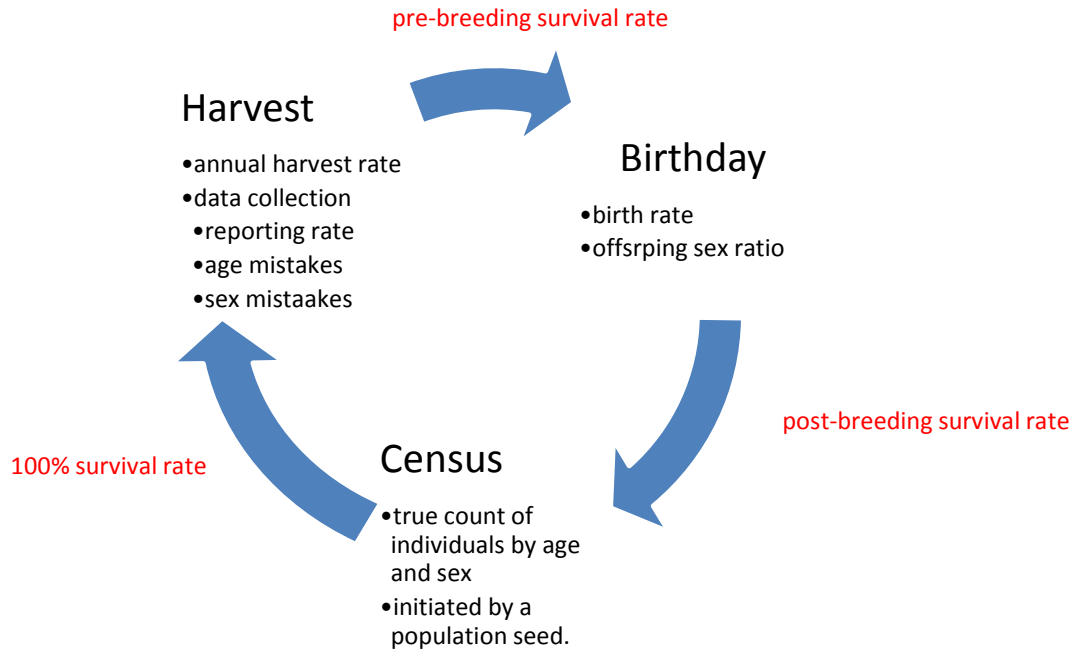 pre-breeding survival rate
Harvest
•annual harvest rate
•data collection
•reporting rate
•age mistakes
•sex mistaakes
Birthday
•birth rate
•offsrping sex ratio
post-breeding survival rate
Census
•true count of
individuals by age
and sex
•initiated by a
population seed.
100% survival rate